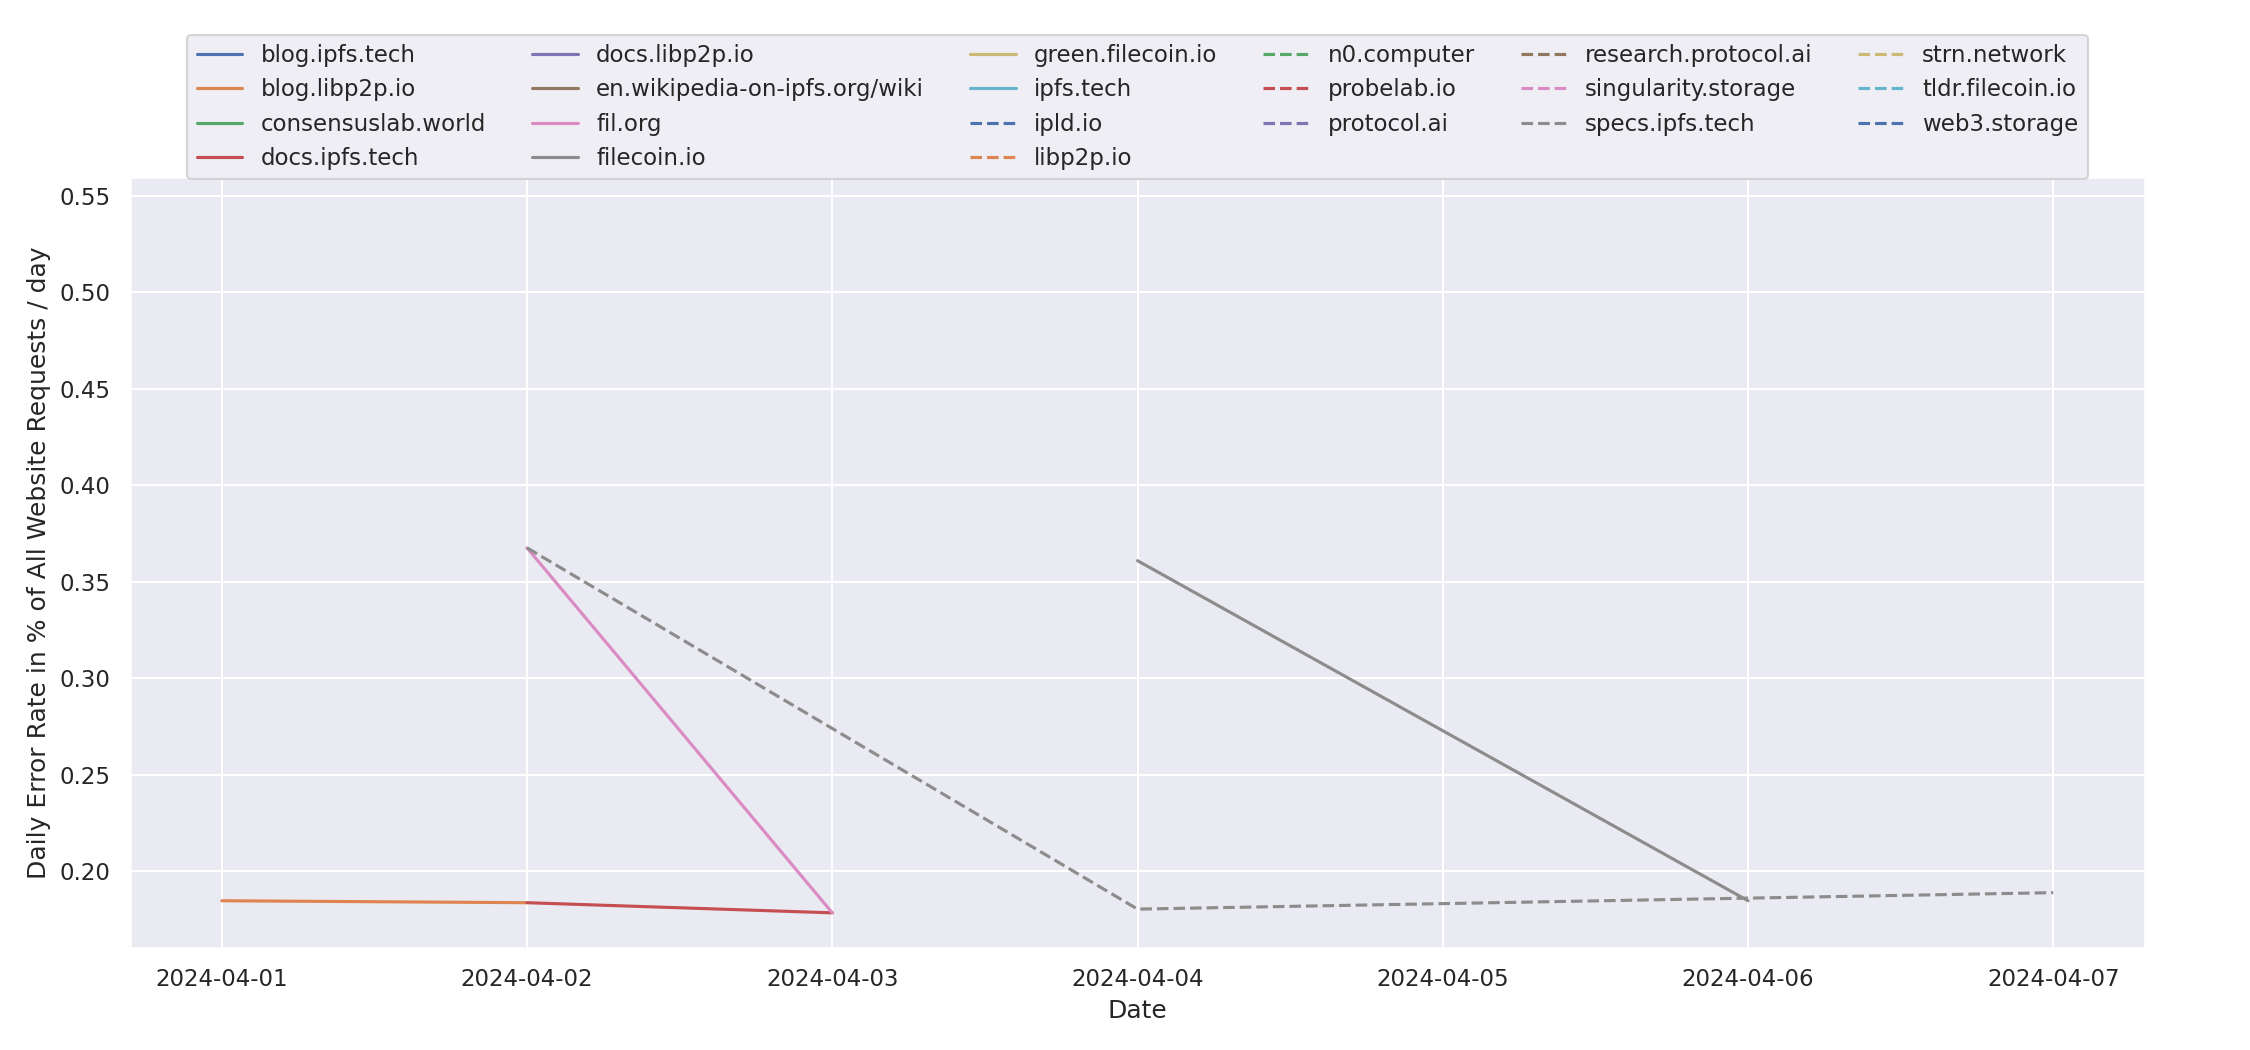 blog.ipfs.tech
blog.libp2p.io
consensuslab.world
docs.ipfs.tech
docs.libp2p.io
en.wikipedia-on-ipfs.org/wiki
fil.org
filecoin.io
green.filecoin.io
ipfs.tech
ipld.io
libp2p.io
n0.computer
probelab.io
protocol.ai
research.protocol.ai
singularity.storage
specs.ipfs.tech
strn.network
tldr.filecoin.io
web3.storage
Daily Error Rate in % of All Website Requests / day
0.55
0.50
0.45
0.40
0.35
0.30
0.25
0.20
2024-04-01
2024-04-02
2024-04-03
2024-04-04
2024-04-05
2024-04-06
2024-04-07
Date